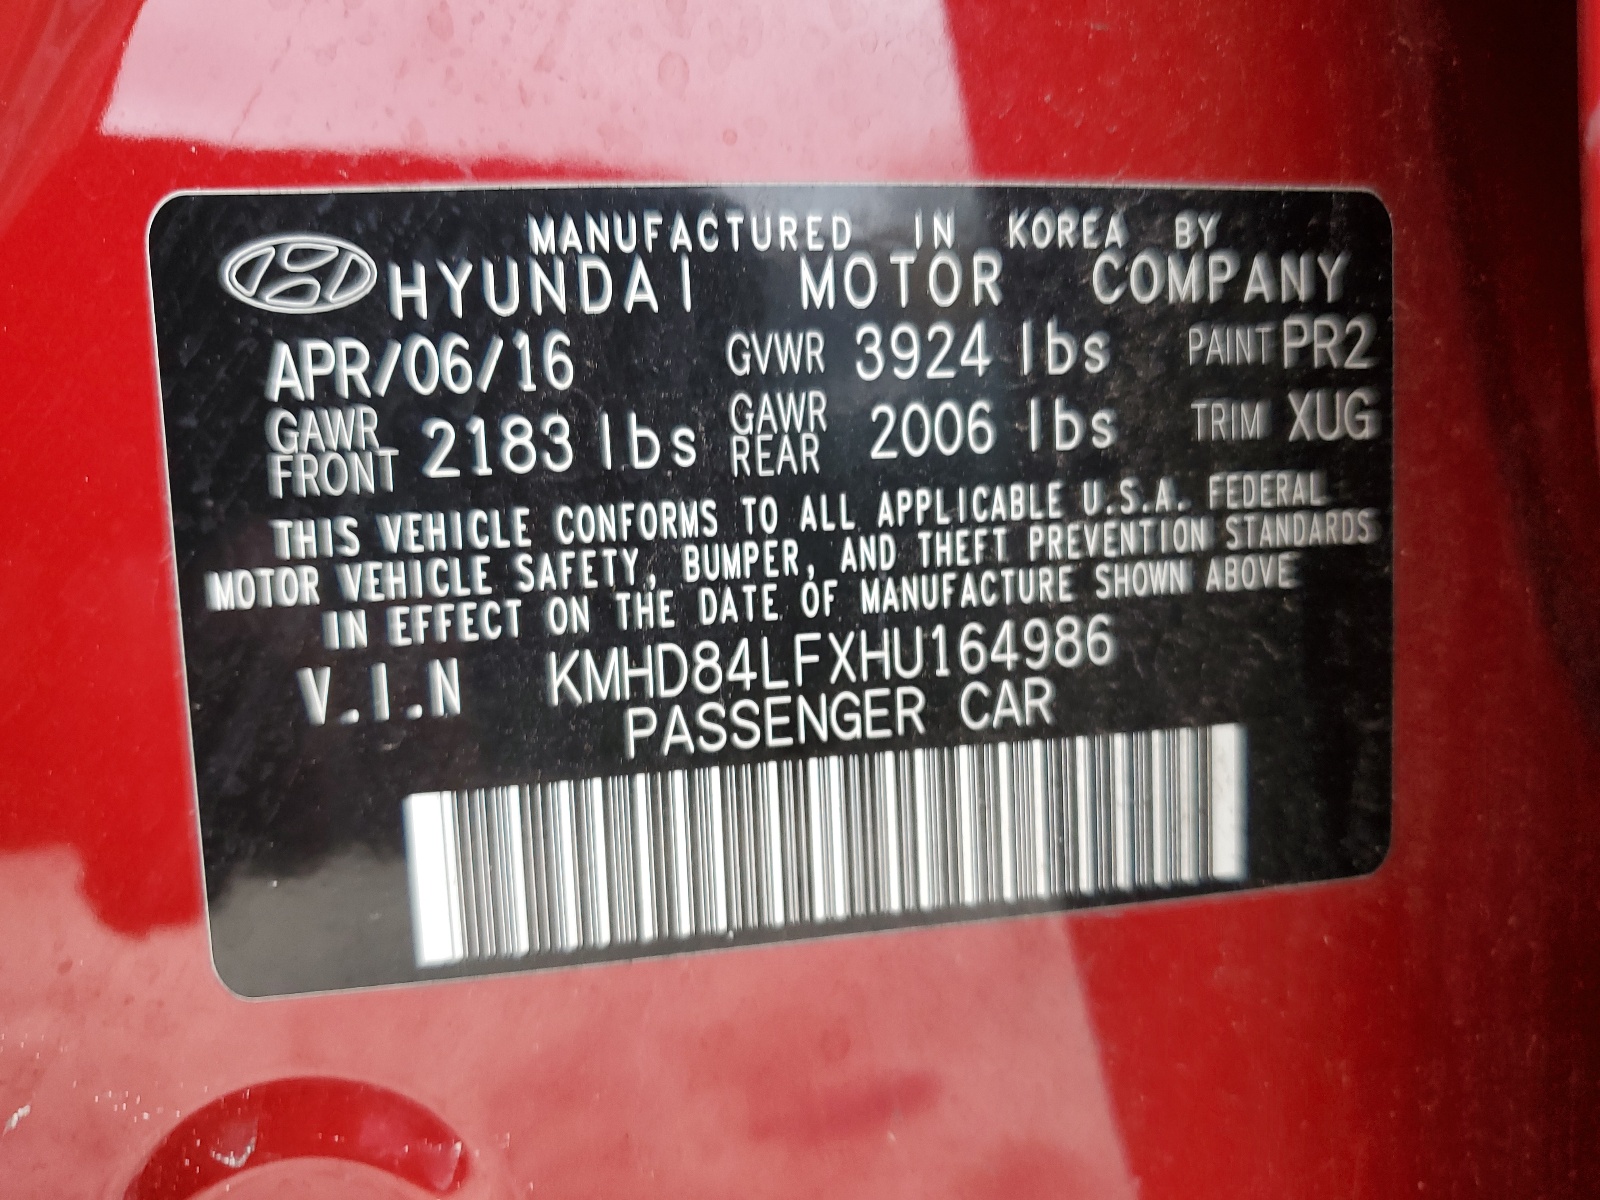 MANUFACTURED IN KOREA BY
HYUNDAI MOTOR COMPANY
APR/06/16 GVWR 3924 lbs PAINT PR2
GAWR FRONT 2183 lbs GAWR REAR 2006 lbs TRIM XUG
THIS VEHICLE CONFORMS TO ALL APPLICABLE U.S.A. FEDERAL
MOTOR VEHICLE SAFETY, BUMPER, AND THEFT PREVENTION STANDARDS
IN EFFECT ON THE DATE OF MANUFACTURE SHOWN ABOVE
V.I.N KMHD84LFXHU164986
PASSENGER CAR